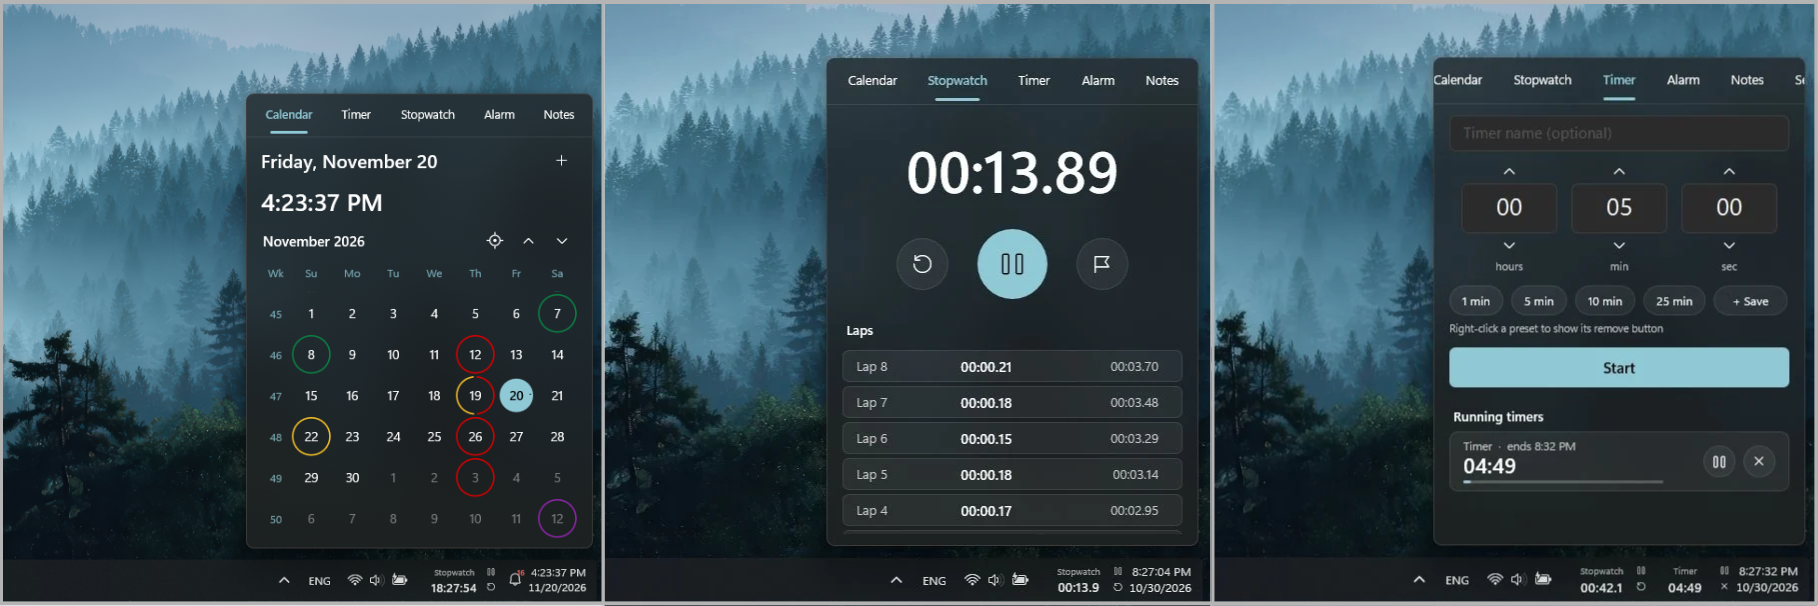 Calendar Timer Stopwatch Alarm Notes
Friday, November 20
4:23:37 PM
November 2026
Wk Su Mo Tu We Th Fr Sa
45 1 2 3 4 5 6 7
46 8 9 10 11 12 13 14
47 15 16 17 18 19 20 21
48 22 23 24 25 26 27 28
49 29 30 1 2 3 4 5
50 6 7 8 9 10 11 12
ENG
Stopwatch
18:27:54
16
4:23:37 PM
11/20/2026
Calendar Stopwatch Timer Alarm Notes
00:13.89
Laps
Lap 8 00:00.21 00:03.70
Lap 7 00:00.18 00:03.48
Lap 6 00:00.15 00:03.29
Lap 5 00:00.18 00:03.14
Lap 4 00:00.17 00:02.95
ENG
Stopwatch
00:13.9
8:27:04 PM
10/30/2026
Calendar Stopwatch Timer Alarm Notes Se
Timer name (optional)
00 05 00
hours min sec
1 min 5 min 10 min 25 min + Save
Right-click a preset to show its remove button
Start
Running timers
Timer · ends 8:32 PM
04:49
ENG
Stopwatch
00:42.1
Timer
04:49
8:27:32 PM
10/30/2026